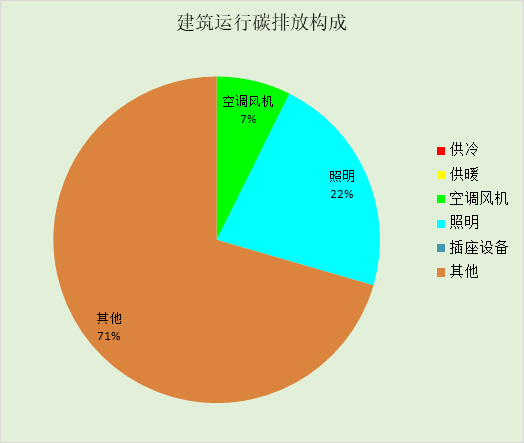 建筑运行碳排放构成
空调风机
7%
照明
22%
其他
71%
供冷
供暖
空调风机
照明
插座设备
其他